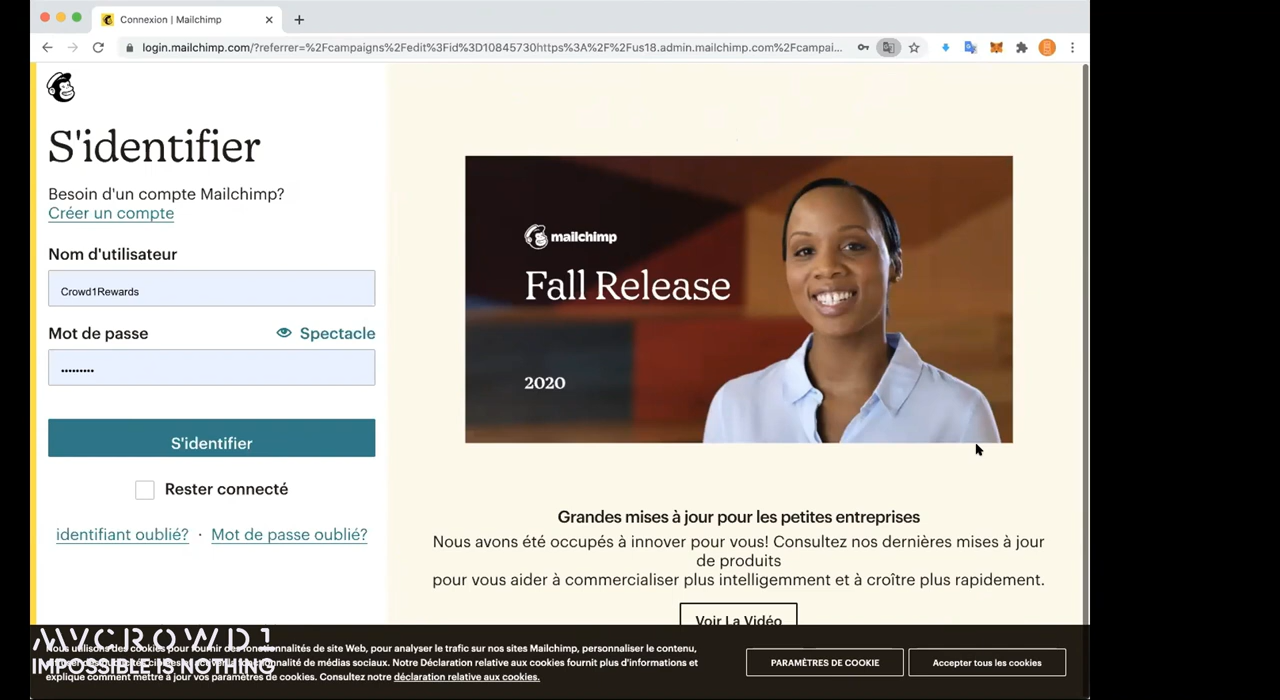 Connexion | Mailchimp
login.mailchimp.com/?referrer=%2Fcampaigns%2Fedit%3Fid%3D10845730https%3A%2F%2Fus18.admin.mailchimp.com%2Fcampai...
S'identifier
Besoin d'un compte Mailchimp?
Créer un compte
Nom d'utilisateur
Crowd1Rewards
Mot de passe
Spectacle
•••••••••
S'identifier
Rester connecté
identifiant oublié? · Mot de passe oublié?
mailchimp
Fall Release
2020
Grandes mises à jour pour les petites entreprises
Nous avons été occupés à innover pour vous! Consultez nos dernières mises à jour
de produits
pour vous aider à commercialiser plus intelligemment et à croître plus rapidement.
Voir La Vidéo
MYCROWD1
IMPOSSIBLE IS NOTHING
Nous utilisons des cookies pour fournir des fonctionnalités de site Web, pour analyser le trafic sur nos sites Mailchimp, personnaliser le contenu,
et activer la fonctionnalité de médias sociaux. Notre Déclaration relative aux cookies fournit plus d'informations et
explique comment mettre à jour vos paramètres de cookies. Consultez notre déclaration relative aux cookies.
PARAMÈTRES DE COOKIE
Accepter tous les cookies